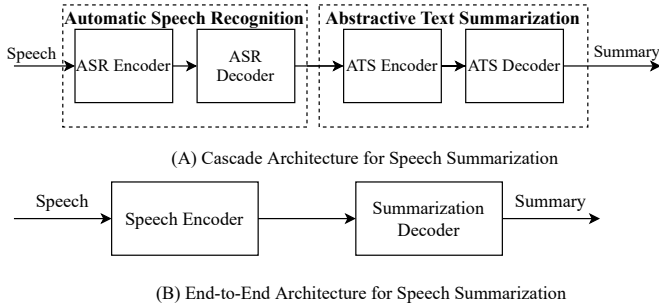 Automatic Speech Recognition
Abstractive Text Summarization
Speech
ASR Encoder
ASR
Decoder
ATS Encoder
ATS Decoder
Summary
(A) Cascade Architecture for Speech Summarization
Speech
Speech Encoder
Summarization
Decoder
Summary
(B) End-to-End Architecture for Speech Summarization